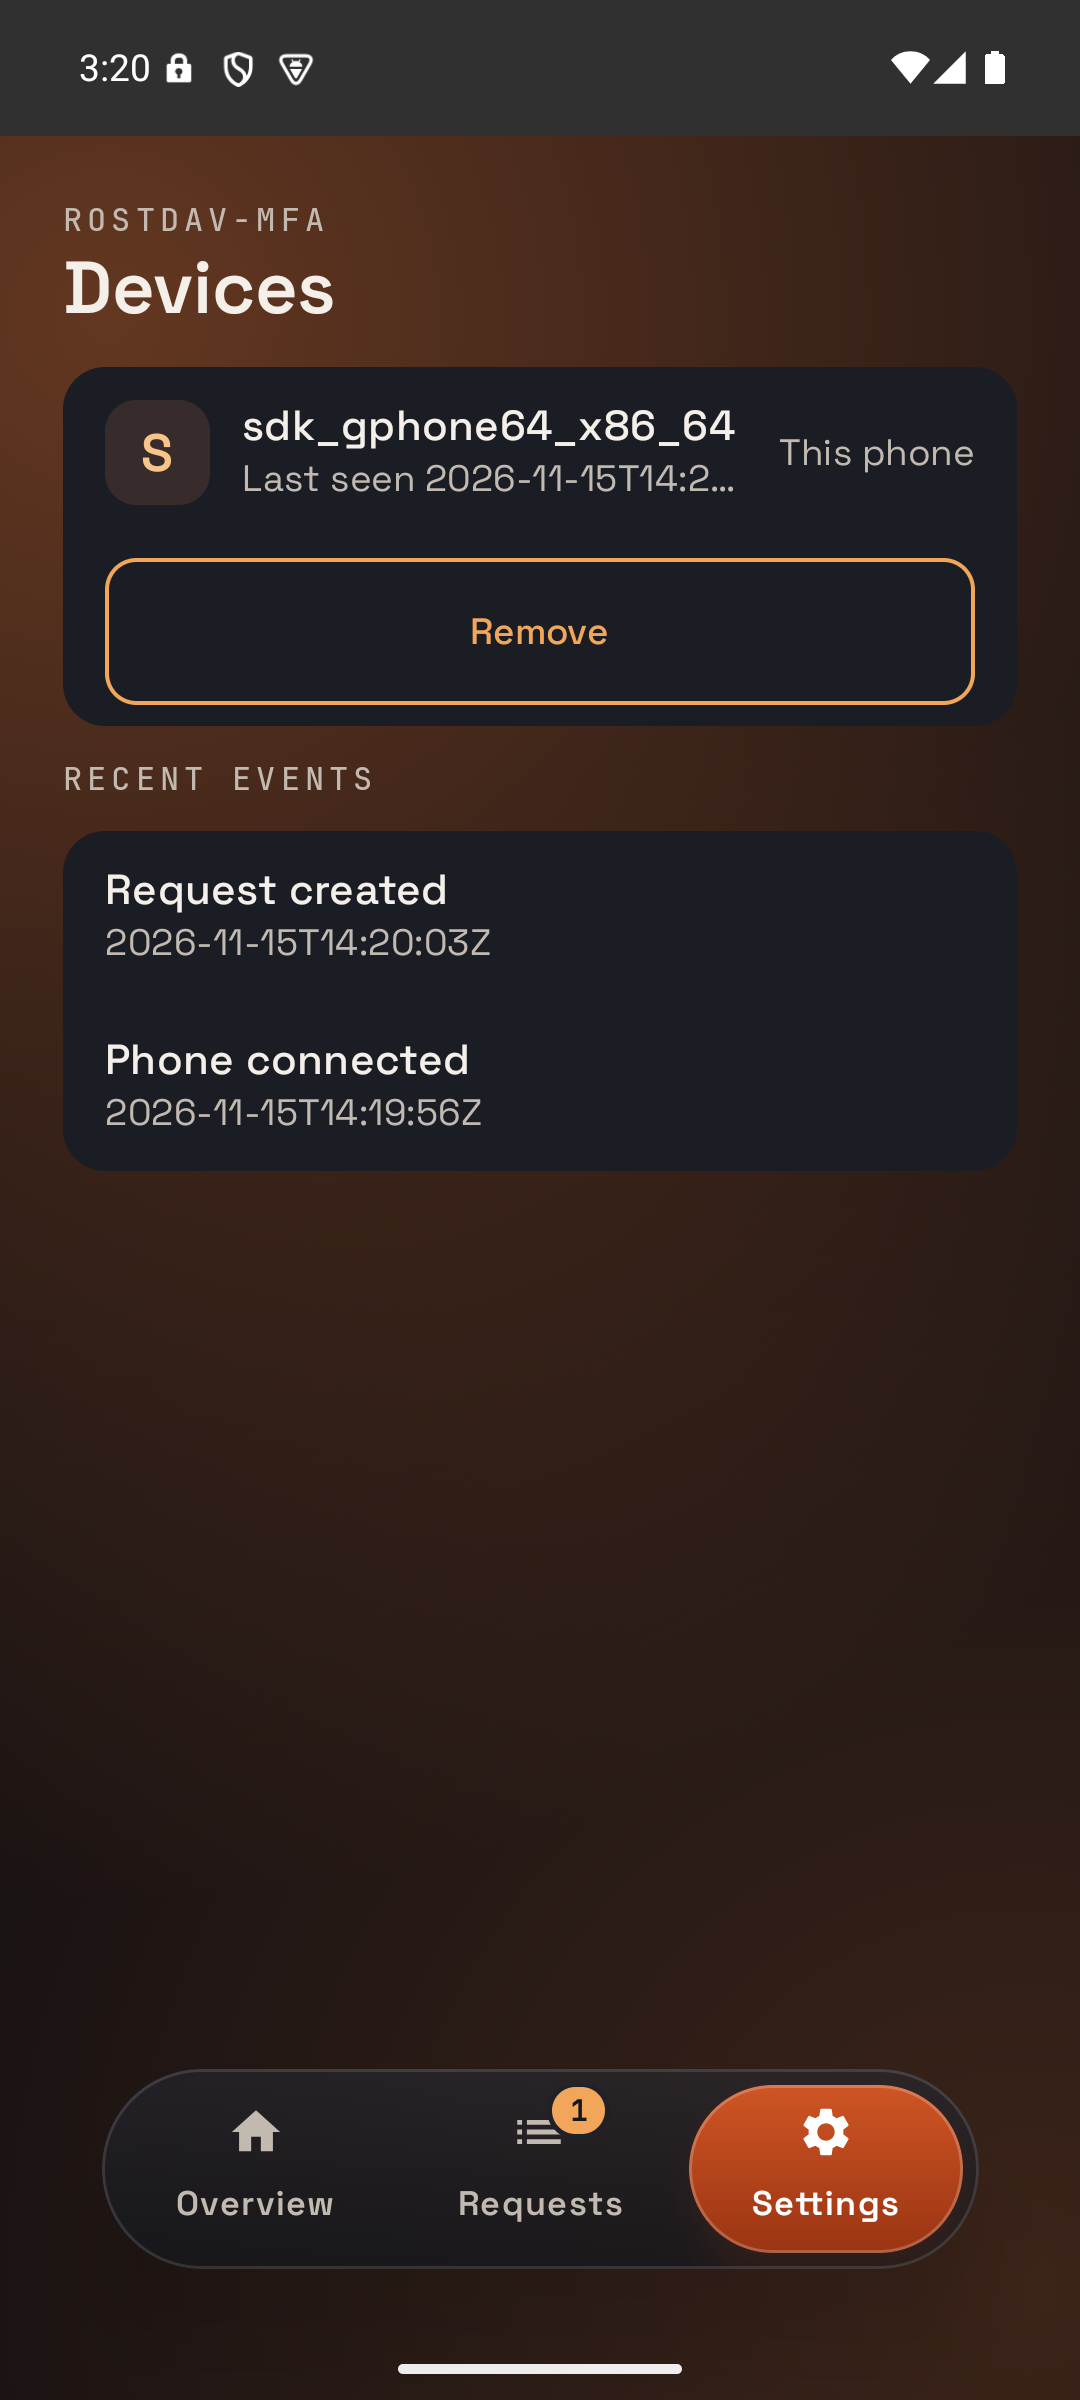 3:20
ROSTDAV-MFA
Devices
S
sdk_gphone64_x86_64
Last seen 2026-11-15T14:2...
This phone
Remove
RECENT EVENTS
Request created
2026-11-15T14:20:03Z
Phone connected
2026-11-15T14:19:56Z
1
Overview
Requests
Settings